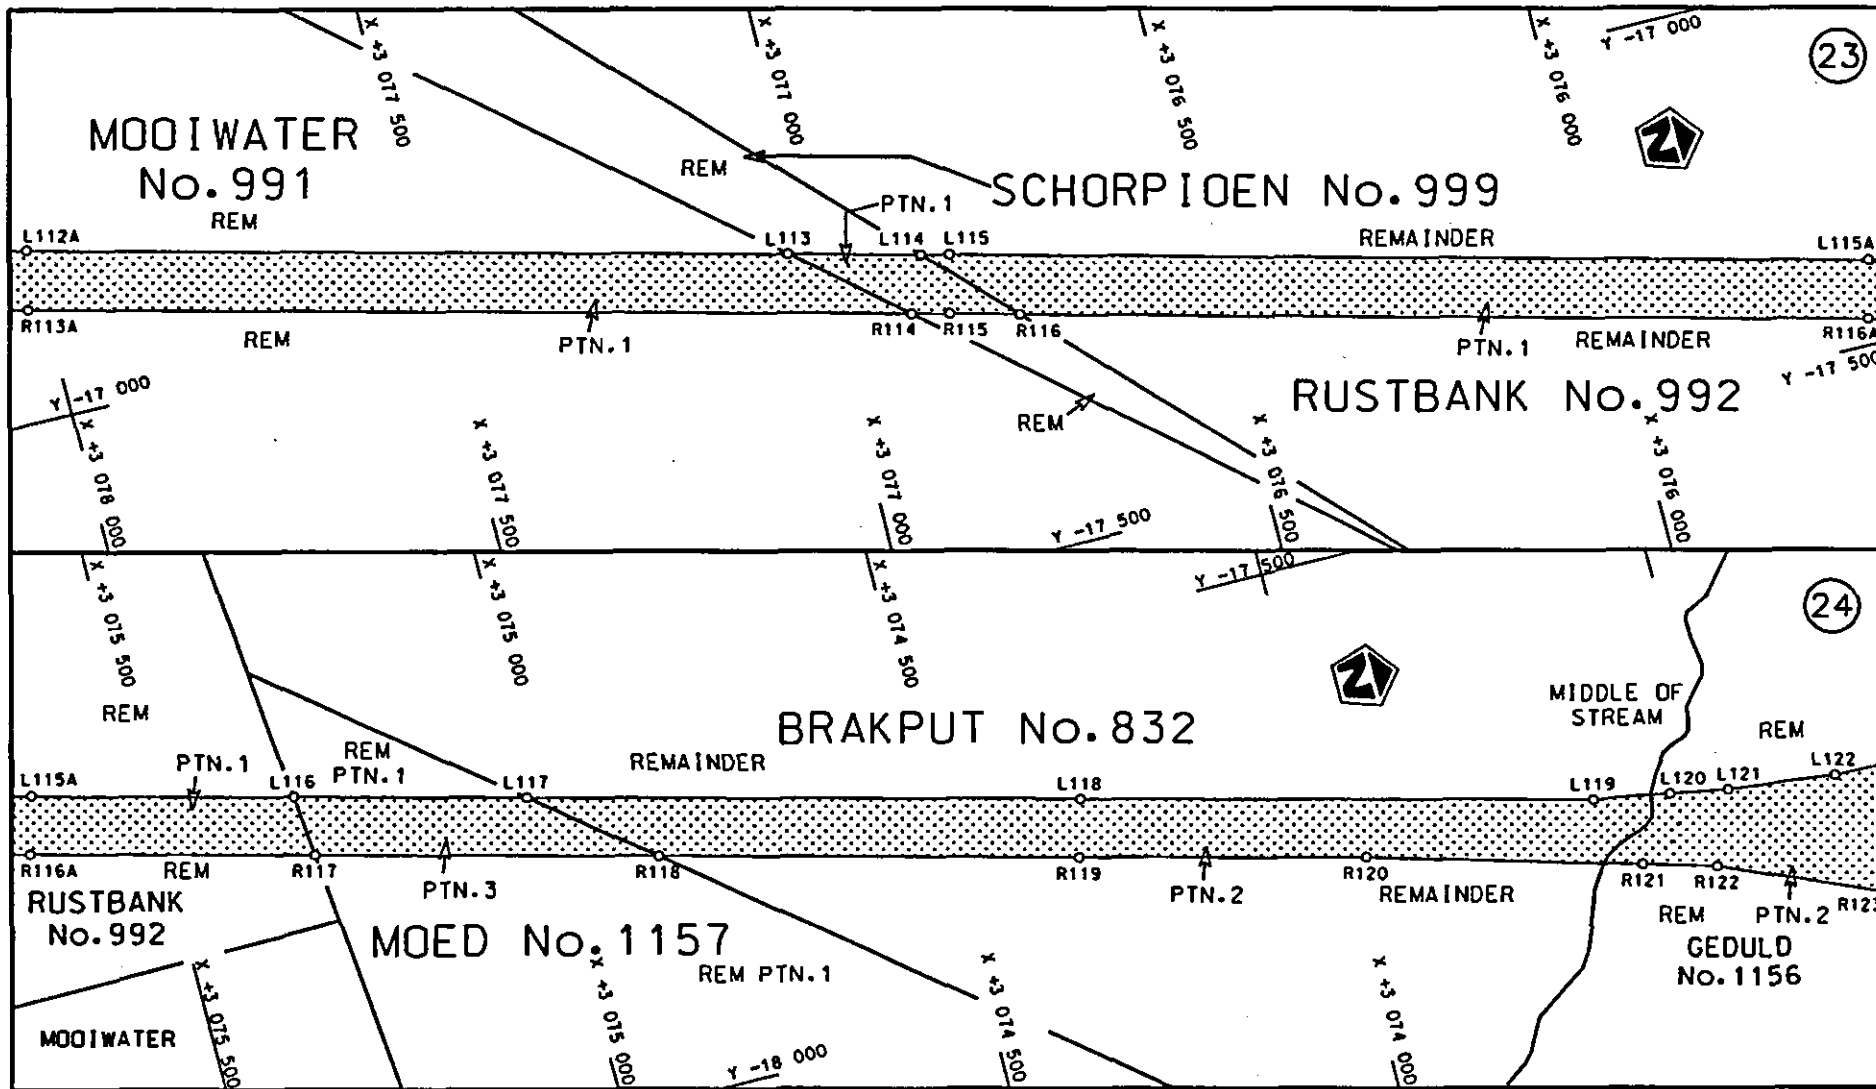 X +3 077 500
X +3 077 000
X +3 076 500
X +3 076 000
Y -17 000
23
MOOIWATER
No.991
REM
REM
SCHORPIOEN No.999
PTN.1
L112A
L113
L114
L115
REMAINDER
L115A
R113A
REM
PTN.1
R114
R115
R116
PTN.1
REMAINDER
R116A
Y -17 500
RUSTBANK No.992
REM
Y -17 000
X +3 078 000
X +3 077 500
X +3 077 000
Y -17 500
X +3 076 500
X +3 076 000
X +3 075 500
X +3 075 000
X +3 074 500
Y -17 500
24
REM
BRAKPUT No.832
MIDDLE OF
STREAM
REM
PTN.1
REM
PTN.1
REMAINDER
L115A
L116
L117
L118
L119
L120
L121
L122
R116A
REM
R117
PTN.3
R118
R119
PTN.2
R120
REMAINDER
R121
R122
REM
PTN.2
R123
RUSTBANK
No.992
MOED No.1157
REM PTN.1
GEDULD
No.1156
MOOIWATER
X +3 075 500
X +3 075 000
Y -18 000
X +3 074 500
X +3 074 000